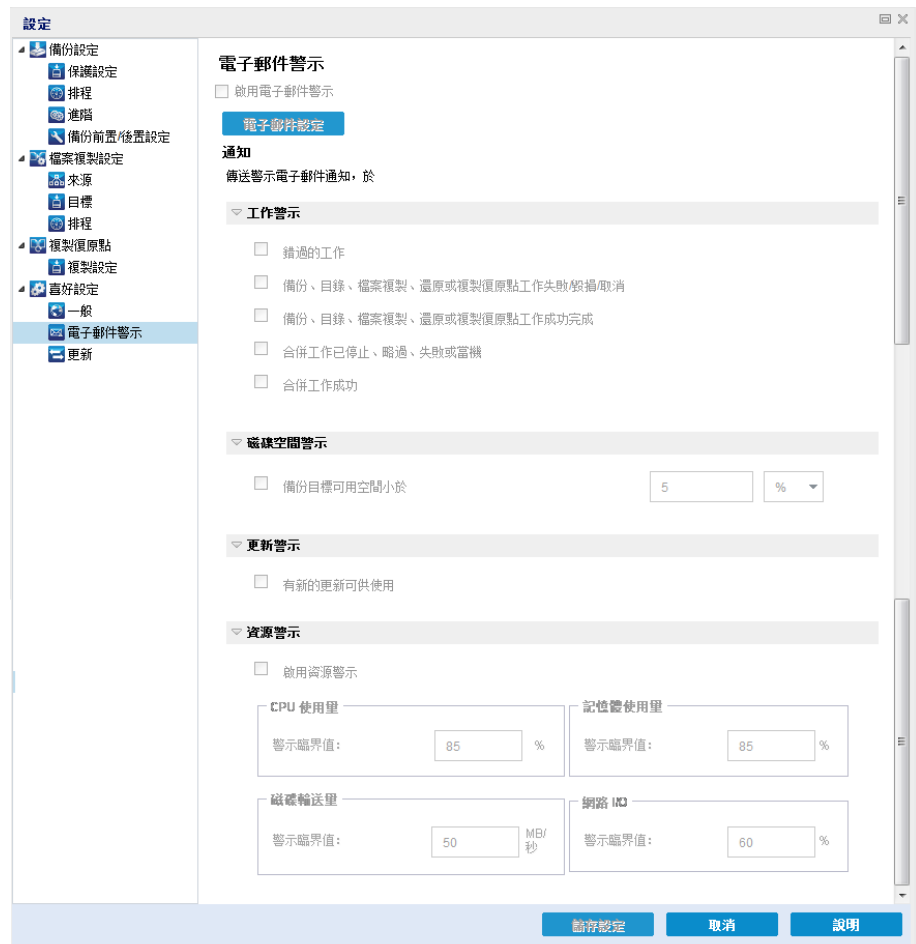 設定
備份設定
保護設定
排程
進階
備份前置/後置設定
檔案複製設定
來源
目標
排程
複製復原點
複製設定
喜好設定
一般
電子郵件警示
更新
電子郵件警示
啟用電子郵件警示
電子郵件設定
通知
傳送警示電子郵件通知，於
工作警示
錯過的工作
備份、目錄、檔案複製、還原或複製復原點工作失敗/毀損/取消
備份、目錄、檔案複製、還原或複製復原點工作成功完成
合併工作已停止、略過、失敗或當機
合併工作成功
磁碟空間警示
備份目標可用空間小於 5 %
更新警示
有新的更新可供使用
資源警示
啟用資源警示
CPU 使用量
警示臨界值: 85 %
記憶體使用量
警示臨界值: 85 %
磁碟輸送量
警示臨界值: 50 MB/
秒
網路 I/O
警示臨界值: 60 %
儲存設定 取消 說明